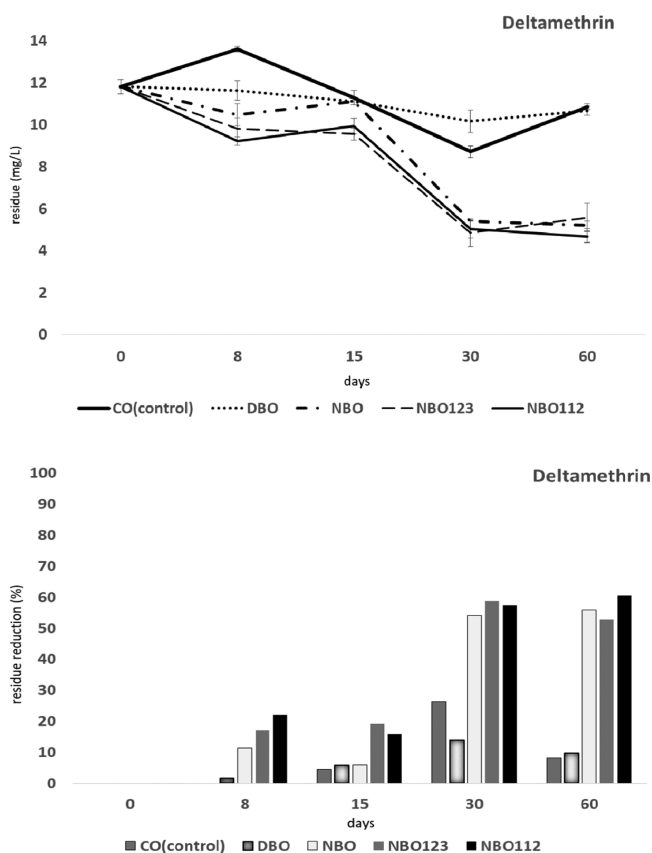 Deltamethrin
14
12
10
8
6
4
2
0
residue (mg/L)
0 8 15 30 60
days
CO(control) DBO NBO NBO123 NBO112
Deltamethrin
100
90
80
70
60
50
40
30
20
10
0
residue reduction (%)
0 8 15 30 60
days
CO(control) DBO NBO NBO123 NBO112